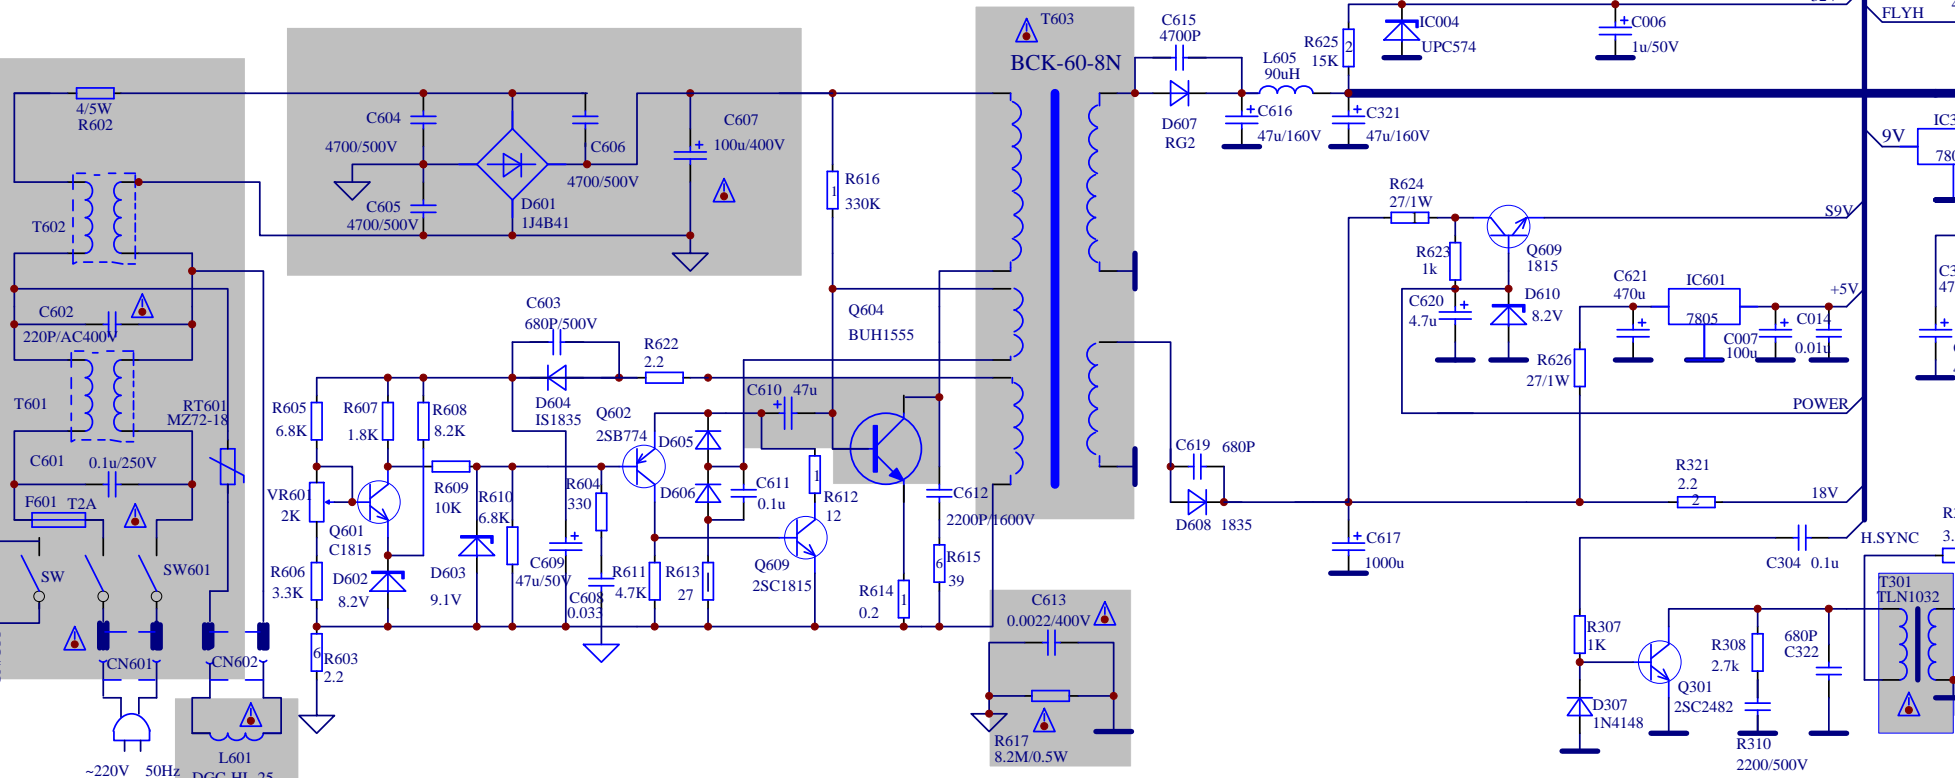 T603
BCK-60-8N
C615
4700P
L605
90uH
R625
15K
2
IC004
UPC574
C006
1u/50V
FLYH
4/5W
R602
C604
4700/500V
C606
4700/500V
C607
100u/400V
C605
4700/500V
D601
1J4B41
D607
RG2
C616
47u/160V
C321
47u/160V
9V
T602
R616
330K
1
R624
27/1W
S9V
R623
1k
Q609
1815
C602
220P/AC400V
C603
680P/500V
R622
2.2
Q604
BUH1555
C620
4.7u
D610
8.2V
C621
470u
IC601
7805
+5V
C007
100u
C014
0.01u
R626
27/1W
POWER
T601
RT601
MZ72-18
R605
6.8K
R607
1.8K
R608
8.2K
D604
IS1835
Q602
2SB774
D605
C610
47u
C601
0.1u/250V
F601
T2A
VR601
2K
Q601
C1815
R609
10K
R610
6.8K
R604
330
D606
C611
0.1u
1
R612
12
C612
2200P/1600V
C619
680P
D608
1835
R321
2.2
2
18V
SW
SW601
R606
3.3K
D602
8.2V
D603
9.1V
C609
47u/50V
C608
0.033
R611
4.7K
R613
27
Q609
2SC1815
R614
0.2
1
6
R615
39
C617
1000u
C304
0.1u
H.SYNC
T301
TLN1032
CN601
CN602
6
R603
2.2
C613
0.0022/400V
R617
8.2M/0.5W
R307
1K
D307
1N4148
Q301
2SC2482
R308
2.7k
680P
C322
R310
2200/500V
L601
~220V
50Hz